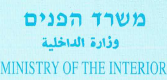 משרד הפנים
وزارة الداخلية
MINISTRY OF THE INTERIOR